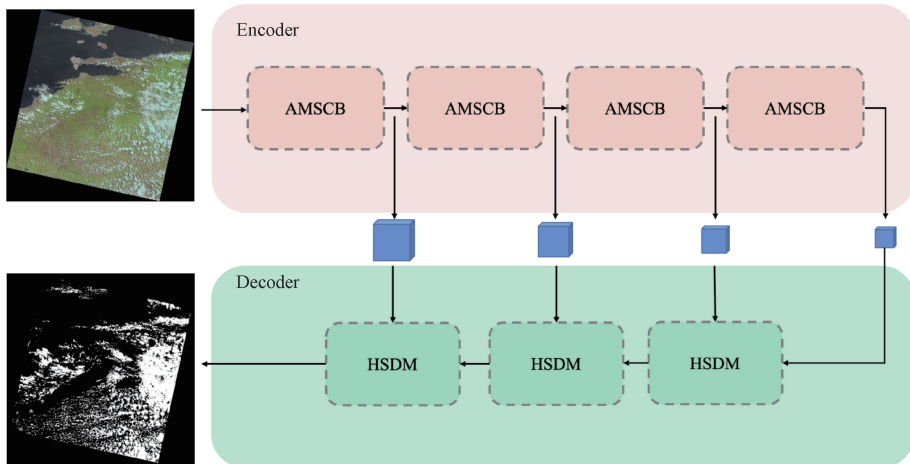 Encoder
AMSCB
AMSCB
AMSCB
AMSCB
Decoder
HSDM
HSDM
HSDM